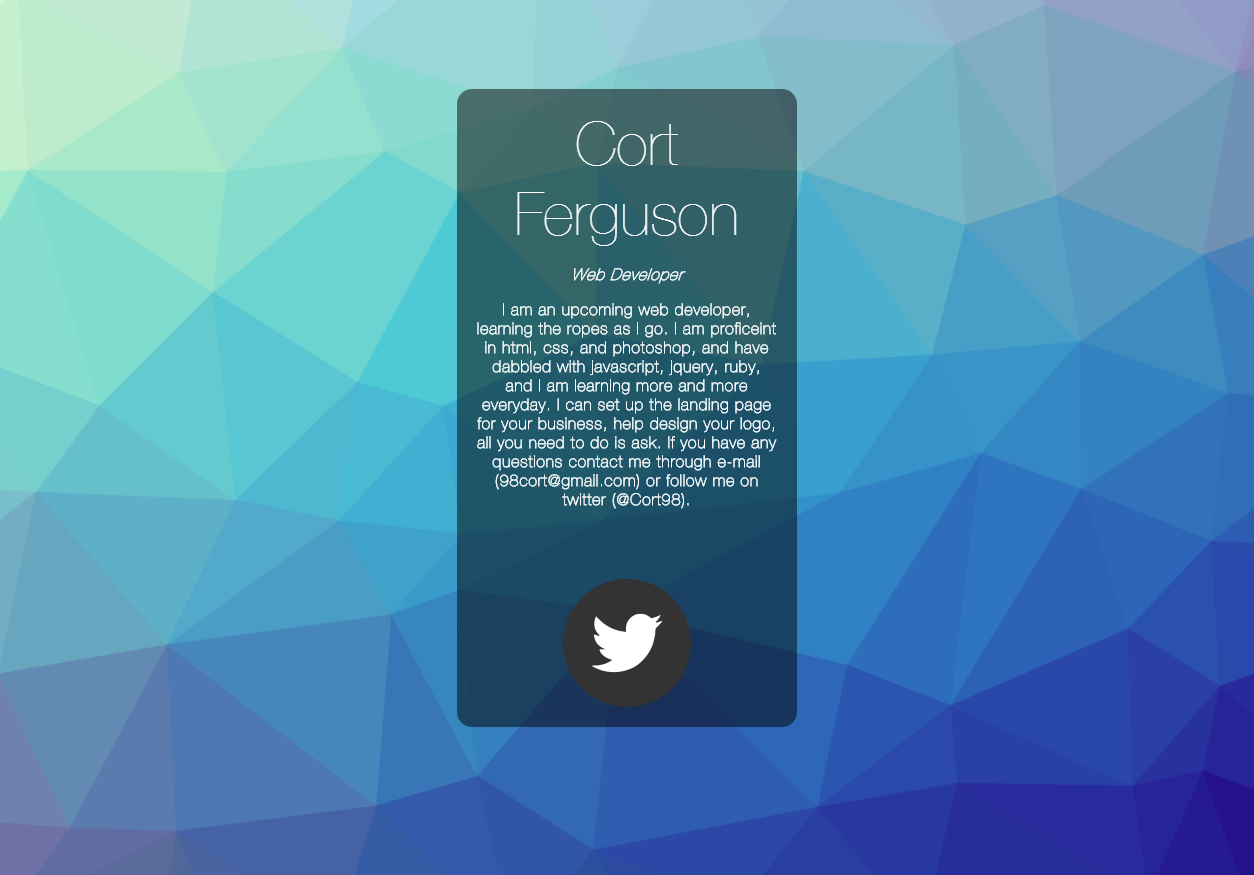 Cort
Ferguson
Web Developer
I am an upcoming web developer,
learning the ropes as I go. I am proficeint
in html, css, and photoshop, and have
dabbled with javascript, jquery, ruby,
and I am learning more and more
everyday. I can set up the landing page
for your business, help design your logo,
all you need to do is ask. If you have any
questions contact me through e-mail
(98cort@gmail.com) or follow me on
twitter (@Cort98).